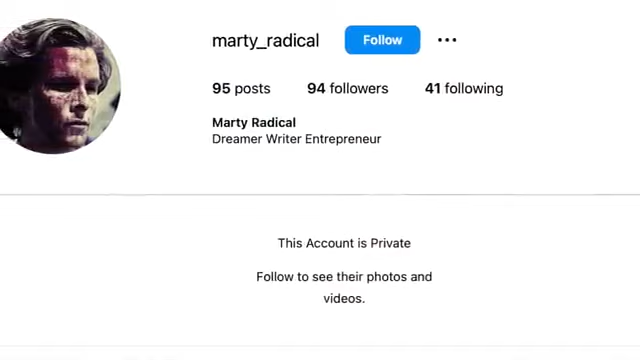 marty_radical Follow •••
95 posts 94 followers 41 following
Marty Radical
Dreamer Writer Entrepreneur
This Account is Private
Follow to see their photos and
videos.